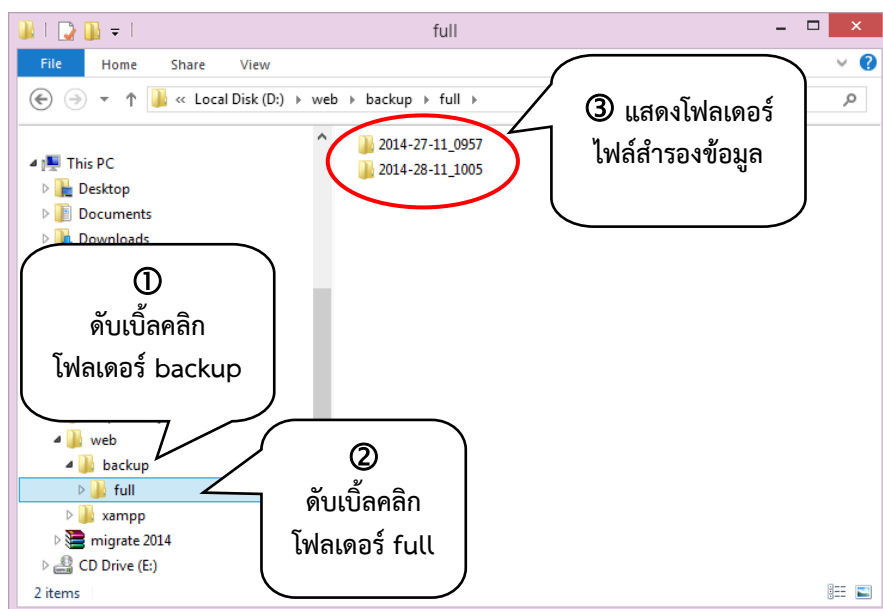 full
File Home Share View
« Local Disk (D:) web backup full
2014-27-11_0957
2014-28-11_1005
③ แสดงโฟลเดอร์
ไฟล์สำรองข้อมูล
This PC
Desktop
Documents
Downloads
①
ดับเบิ้ลคลิก
โฟลเดอร์ backup
web
backup
full
xampp
migrate 2014
CD Drive (E:)
②
ดับเบิ้ลคลิก
โฟลเดอร์ full
2 items